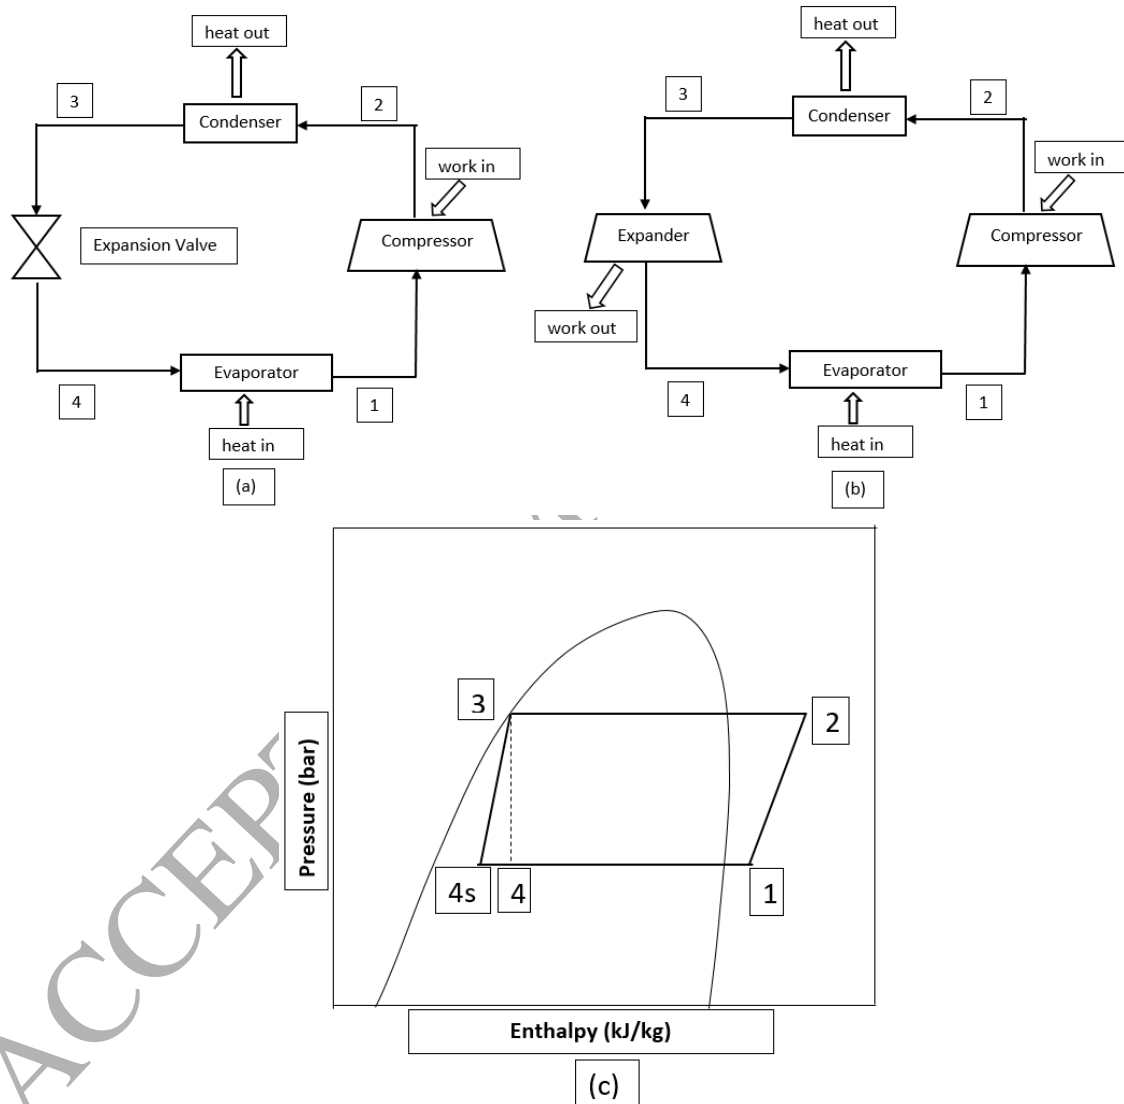 heat out
3
Condenser
2
work in
Expansion Valve
Compressor
4
Evaporator
1
heat in
(a)
heat out
3
Condenser
2
work in
Expander
Compressor
work out
4
Evaporator
1
heat in
(b)
3
2
Pressure (bar)
4s
4
1
Enthalpy (kJ/kg)
(c)